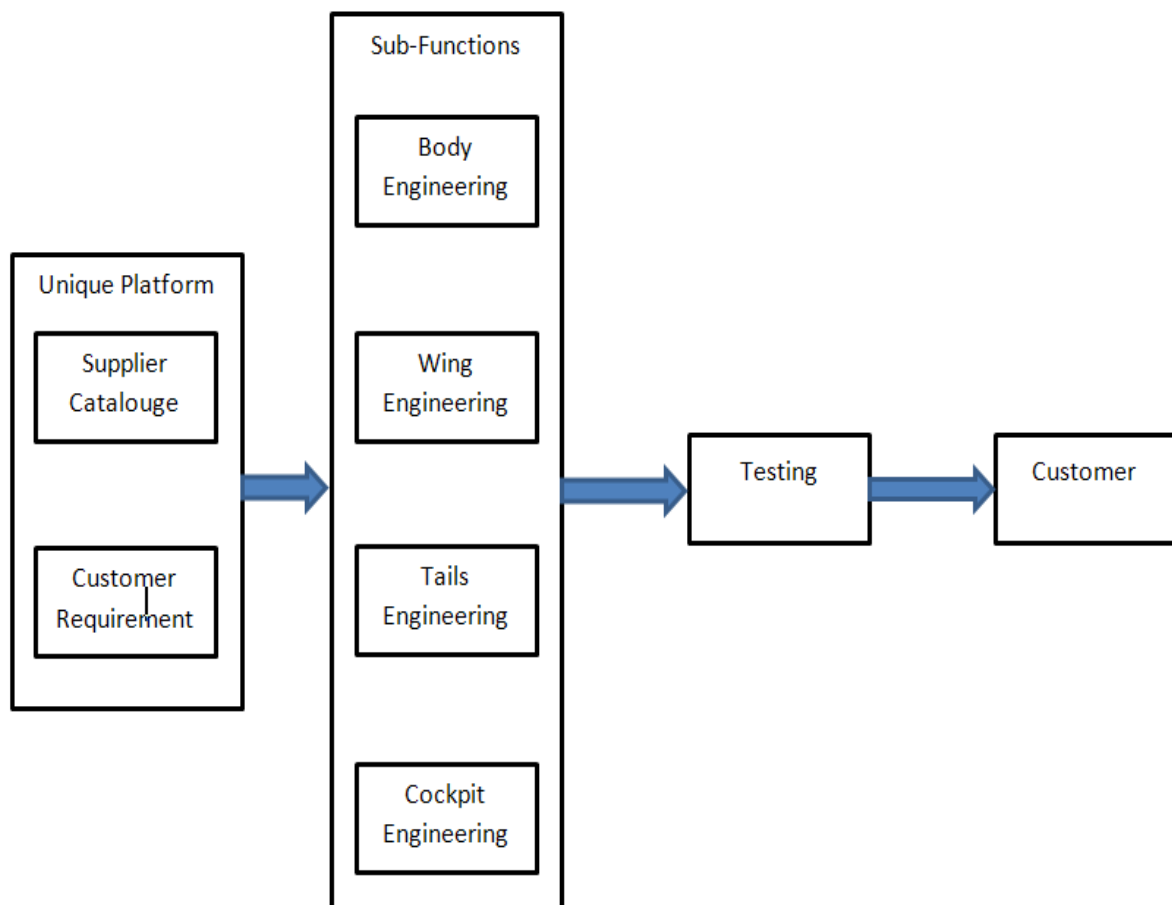 Unique Platform
Supplier
Catalouge
Customer
Requirement
Sub-Functions
Body
Engineering
Wing
Engineering
Tails
Engineering
Cockpit
Engineering
Testing
Customer